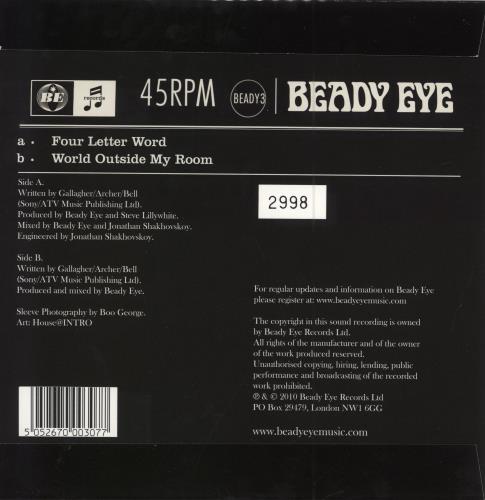 BE records 45RPM BEADY3 BEADY EYE
a · Four Letter Word
b · World Outside My Room
Side A.
Written by Gallagher/Archer/Bell
(Sony/ATV Music Publishing Ltd).
Produced by Beady Eye and Steve Lillywhite.
Mixed by Beady Eye and Jonathan Shakhovskoy.
Engineered by Jonathan Shakhovskoy.
2998
Side B.
Written by Gallagher/Archer/Bell
(Sony/ATV Music Publishing Ltd).
Produced and mixed by Beady Eye.
Sleeve Photography by Boo George.
Art: House@INTRO
For regular updates and information on Beady Eye
please register at: www.beadyeyemusic.com
The copyright in this sound recording is owned
by Beady Eye Records Ltd.
All rights of the manufacturer and of the owner
of the work produced reserved.
Unauthorised copying, hiring, lending, public
performance and broadcasting of the recorded
work prohibited.
℗ & © 2010 Beady Eye Records Ltd
PO Box 29479, London NW1 6GG
www.beadyeyemusic.com
5 052670 003077